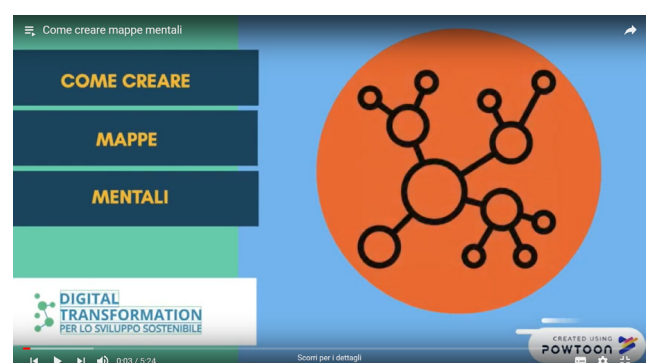 Come creare mappe mentali
COME CREARE
MAPPE
MENTALI
DIGITAL
TRANSFORMATION
PER LO SVILUPPO SOSTENIBILE
CREATED USING
POWTOON
0:03 / 5:24
Scorri per i dettagli